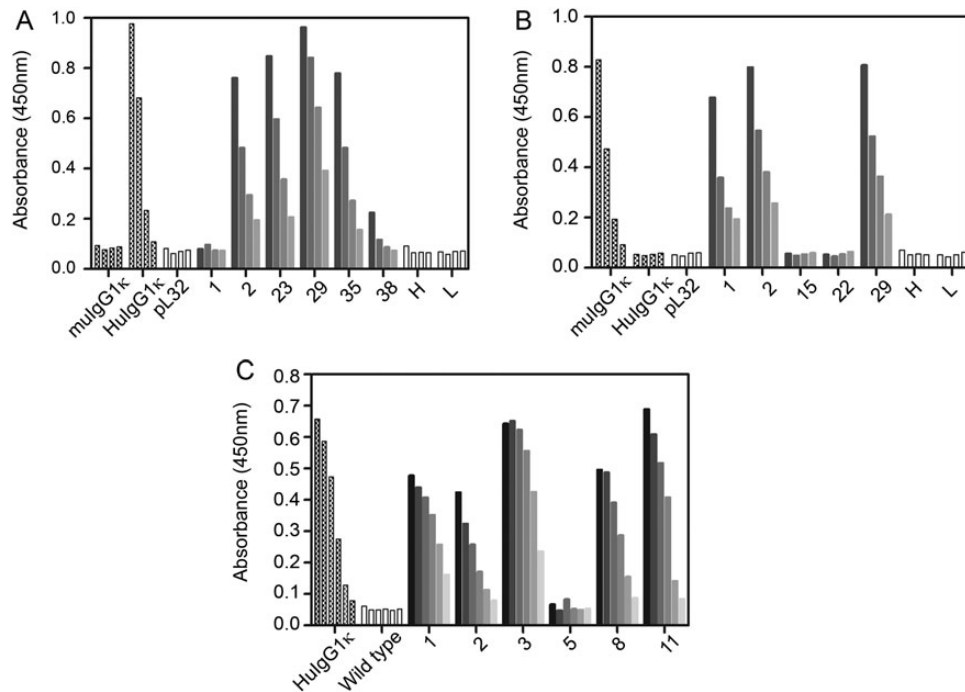 A
Absorbance (450nm)
1.0
0.8
0.6
0.4
0.2
0.0
muIgG1κ
HuIgG1κ
pL32
1
2
23
29
35
38
H
L
B
Absorbance (450nm)
1.0
0.8
0.6
0.4
0.2
0.0
muIgG1κ
HuIgG1κ
pL32
1
2
15
22
29
H
L
C
Absorbance (450nm)
0.8
0.7
0.6
0.5
0.4
0.3
0.2
0.1
0.0
HuIgG1κ
Wild type
1
2
3
5
8
11